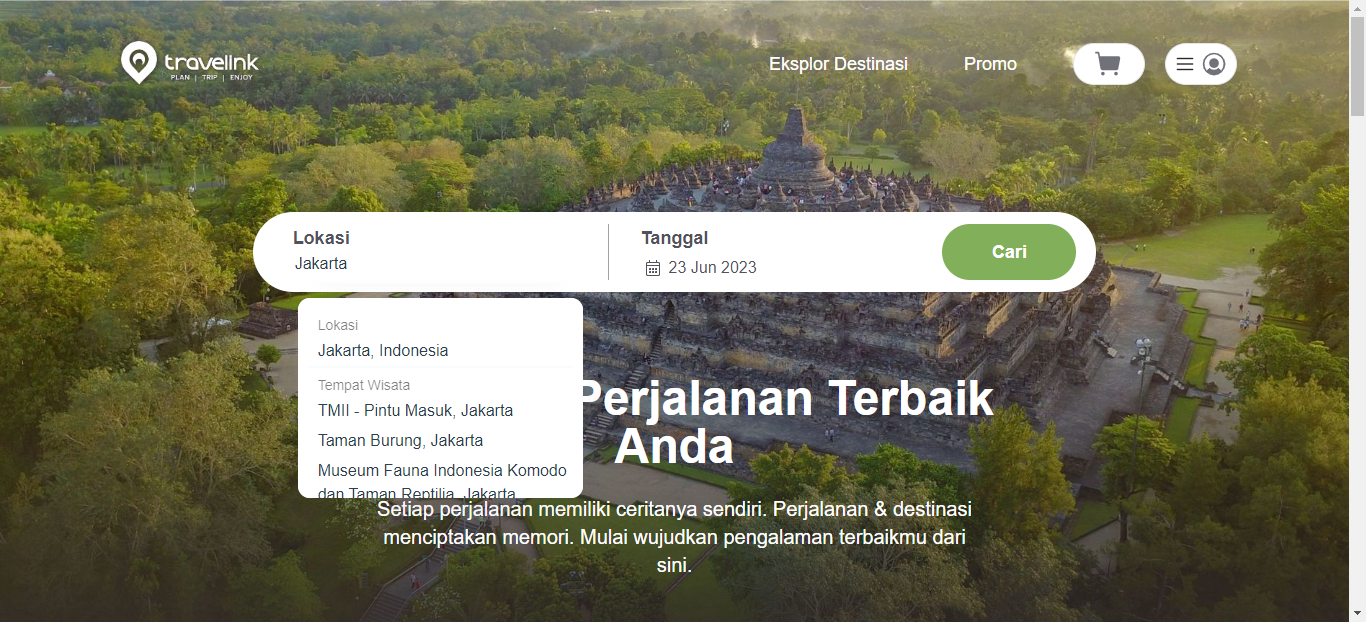 travelink
PLAN | TRIP | ENJOY
Eksplor Destinasi
Promo
Lokasi
Jakarta
Tanggal
23 Jun 2023
Cari
Lokasi
Jakarta, Indonesia
Tempat Wisata
TMII - Pintu Masuk, Jakarta
Taman Burung, Jakarta
Museum Fauna Indonesia Komodo
dan Taman Reptilia, Jakarta
Perjalanan Terbaik
Anda
Setiap perjalanan memiliki ceritanya sendiri. Perjalanan & destinasi
menciptakan memori. Mulai wujudkan pengalaman terbaikmu dari
sini.